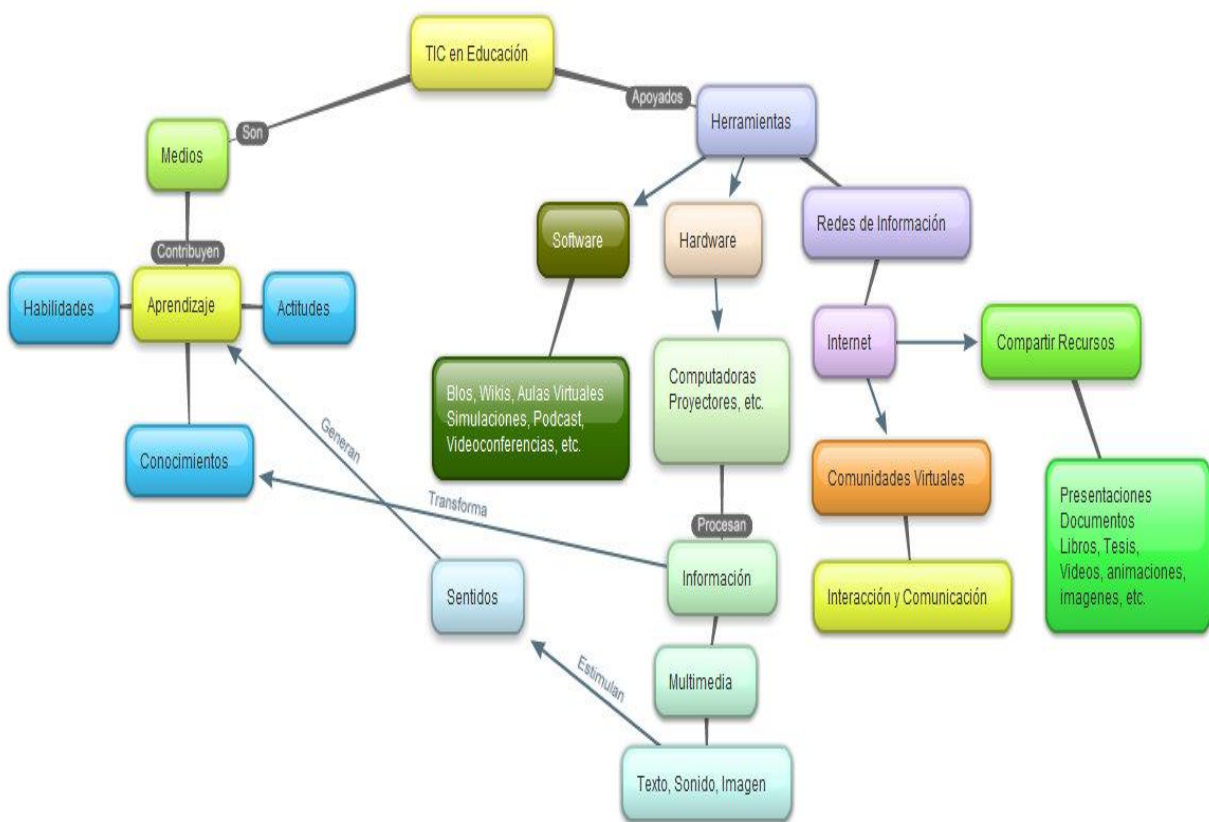 TIC en Educación
Apoyados
Son
Herramientas
Medios
Software
Hardware
Redes de Información
Contribuyen
Habilidades
Aprendizaje
Actitudes
Internet
Compartir Recursos
Blos, Wikis, Aulas Virtuales
Simulaciones, Podcast,
Videoconferencias, etc.
Computadoras
Proyectores, etc.
Generan
Conocimientos
Transforma
Comunidades Virtuales
Presentaciones
Documentos
Libros, Tesis,
Videos, animaciones,
imagenes, etc.
Procesan
Sentidos
Información
Interacción y Comunicación
Estimulan
Multimedia
Texto, Sonido, Imagen